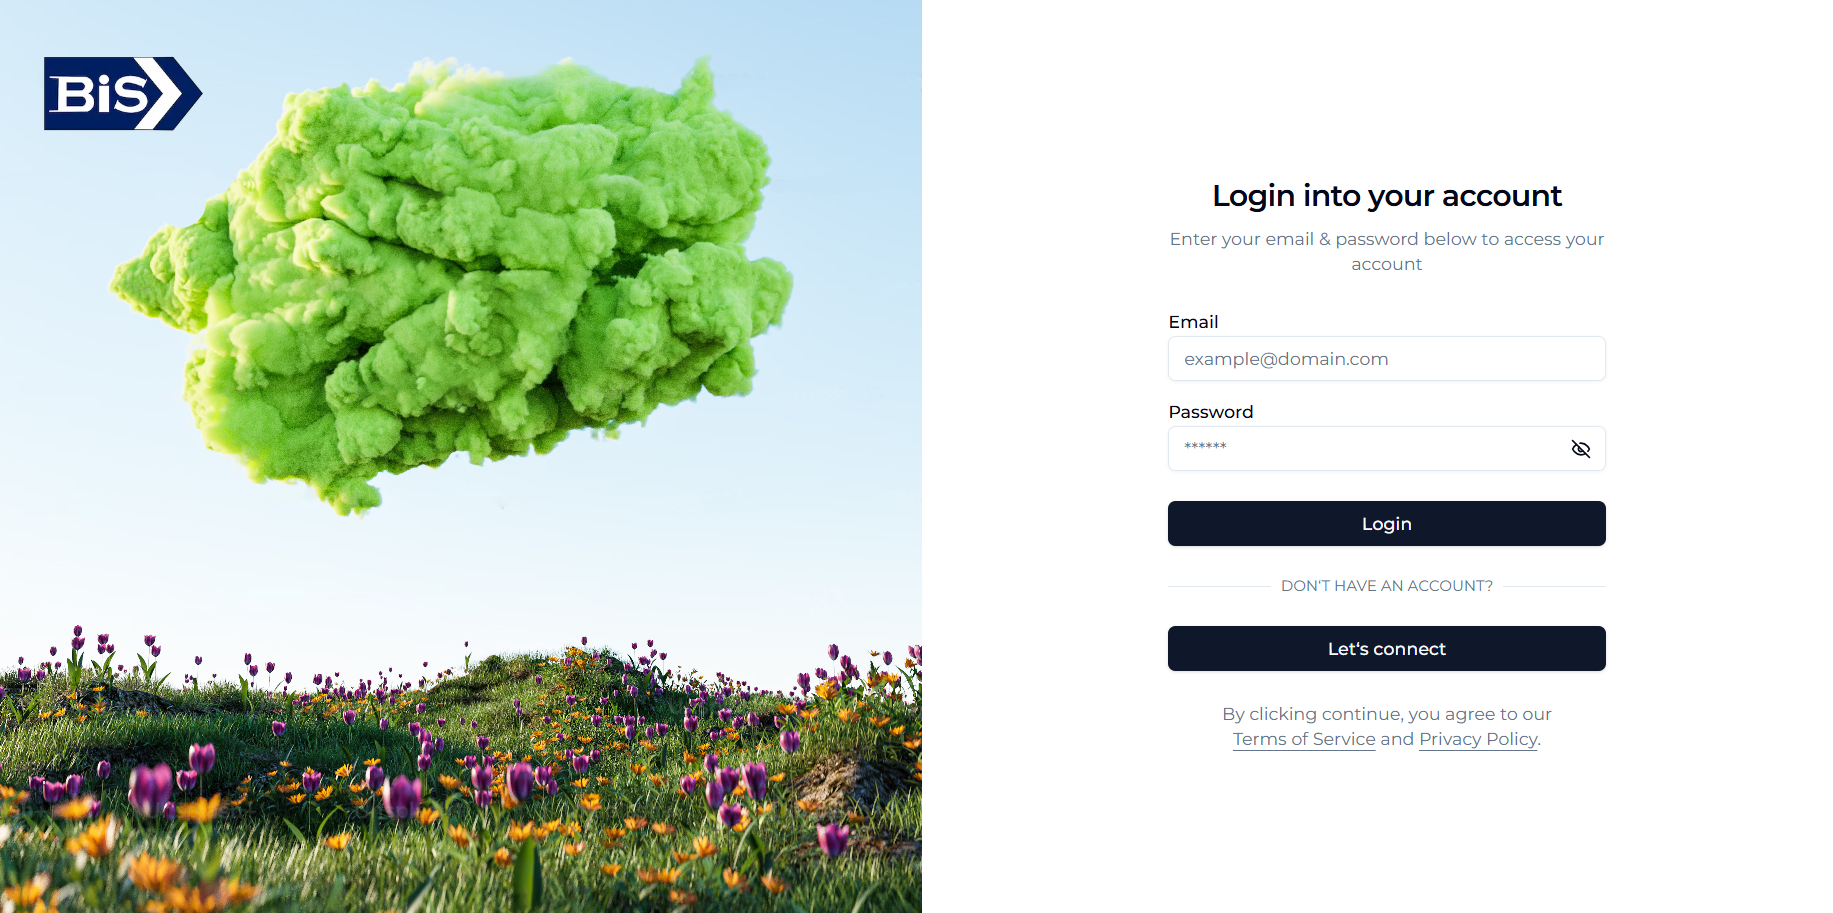 BiS
Login into your account
Enter your email & password below to access your
account
Email
example@domain.com
Password
******
Login
DON'T HAVE AN ACCOUNT?
Let's connect
By clicking continue, you agree to our
Terms of Service and Privacy Policy.